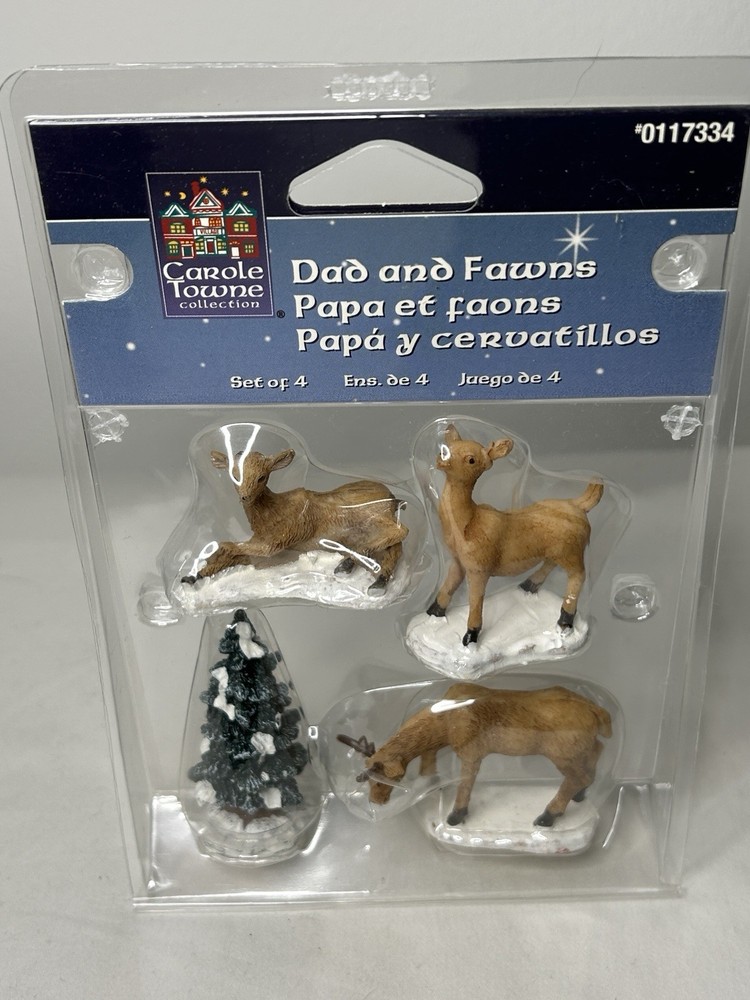 #0117334
VILLAGE
Carole
Towne
collection
®
Dad and Fawns
Papa et faons
Papá y cervatillos
Set of 4 Ens. de 4 Juego de 4